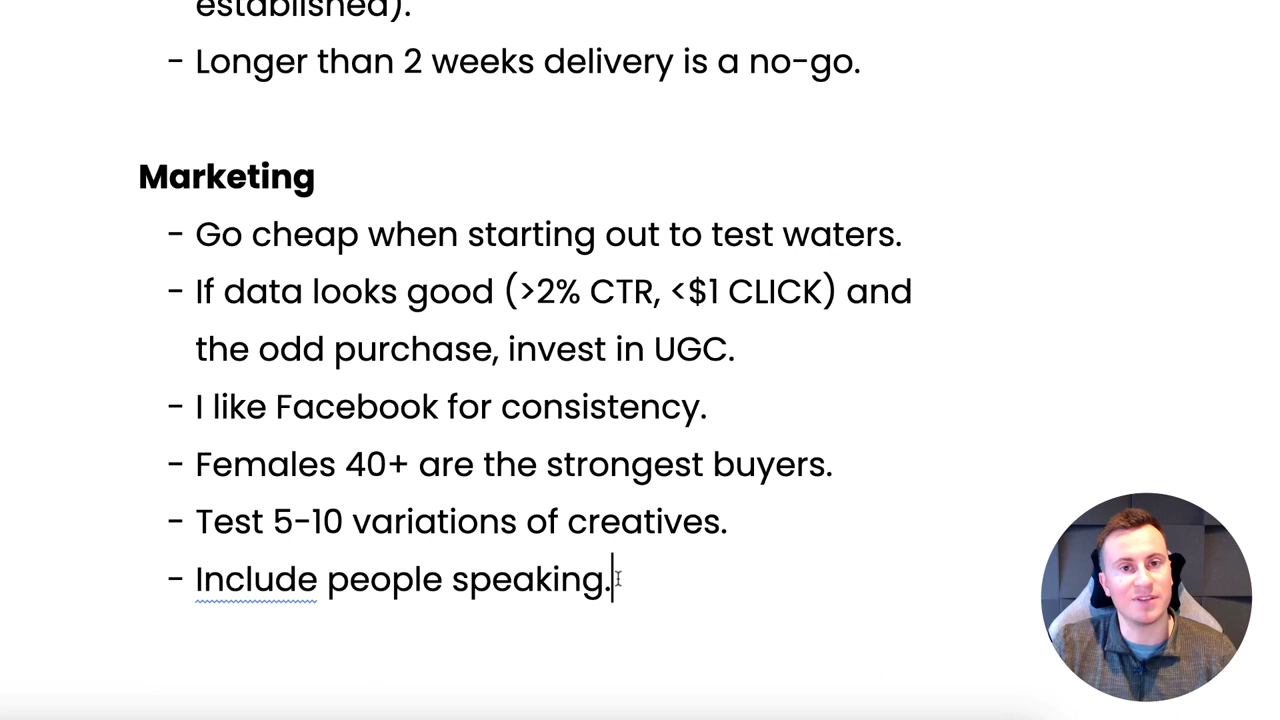 established).
- Longer than 2 weeks delivery is a no-go.
Marketing
- Go cheap when starting out to test waters.
- If data looks good (>2% CTR, <$1 CLICK) and
the odd purchase, invest in UGC.
- I like Facebook for consistency.
- Females 40+ are the strongest buyers.
- Test 5-10 variations of creatives.
- Include people speaking.